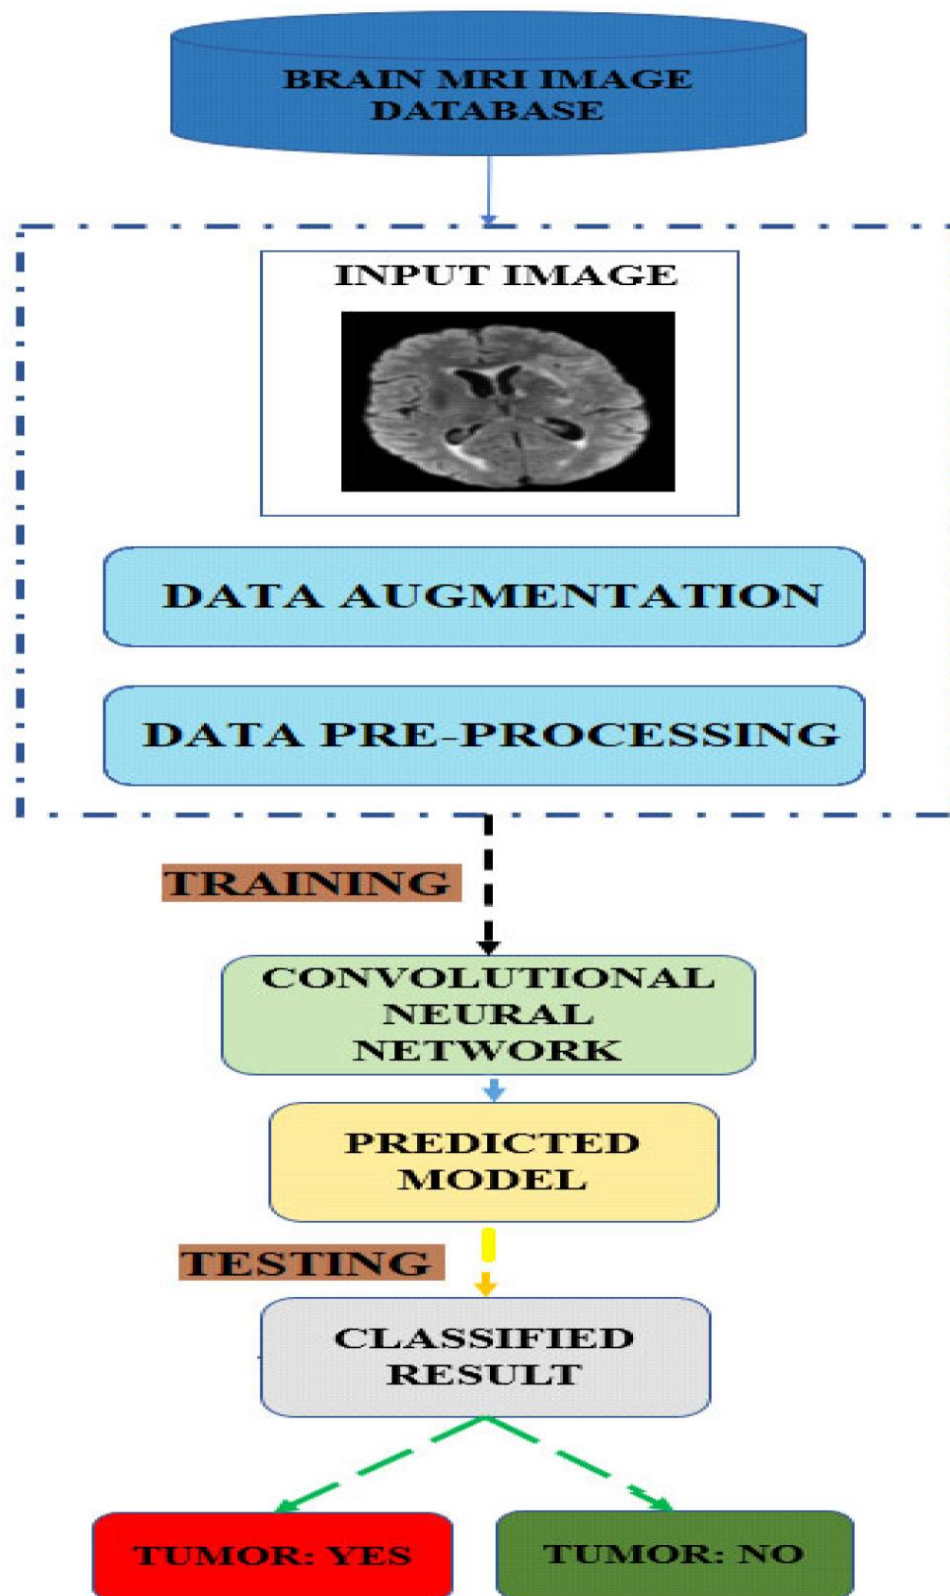 BRAIN MRI IMAGE
DATABASE
INPUT IMAGE
DATA AUGMENTATION
DATA PRE-PROCESSING
TRAINING
CONVOLUTIONAL
NEURAL
NETWORK
PREDICTED
MODEL
TESTING
CLASSIFIED
RESULT
TUMOR: YES
TUMOR: NO